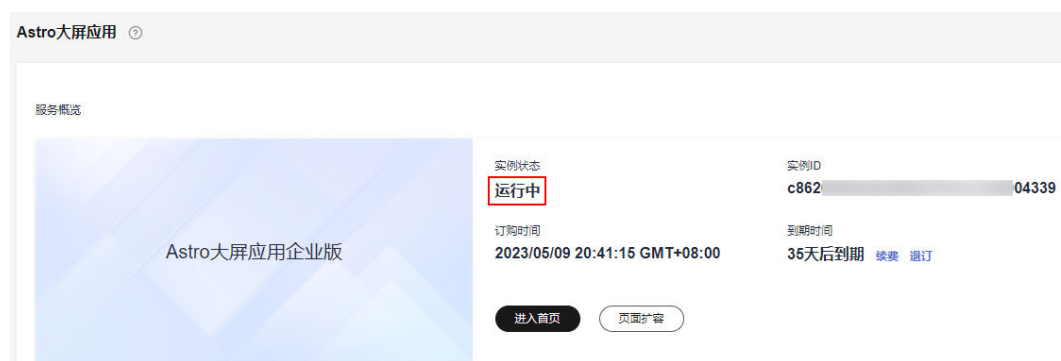 Astro大屏应用
服务概览
Astro大屏应用企业版
实例状态
运行中
实例ID
c862 04339
订购时间
2023/05/09 20:41:15 GMT+08:00
到期时间
35天后到期 续费 退订
进入首页 页面扩容